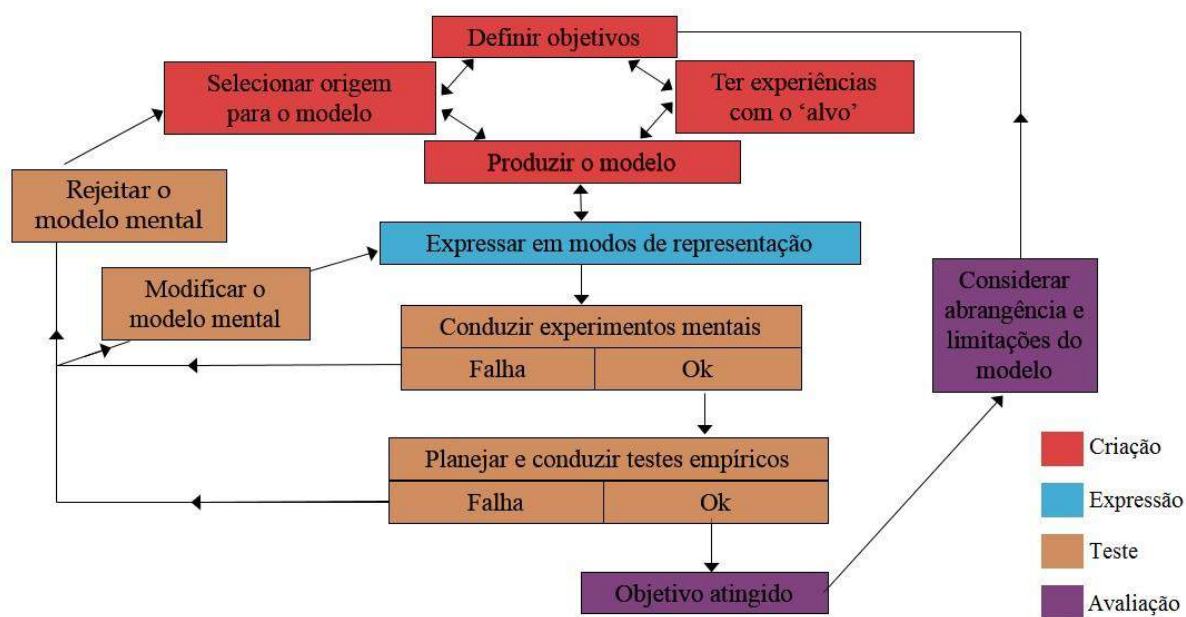 Definir objetivos
Selecionar origem
para o modelo
Ter experiências
com o ‘alvo’
Produzir o modelo
Rejeitar o
modelo mental
Expressar em modos de representação
Modificar o
modelo mental
Considerar
abrangência e
limitações do
modelo
Conduzir experimentos mentais
Falha
Ok
Planejar e conduzir testes empíricos
Falha
Ok
Objetivo atingido
Criação
Expressão
Teste
Avaliação